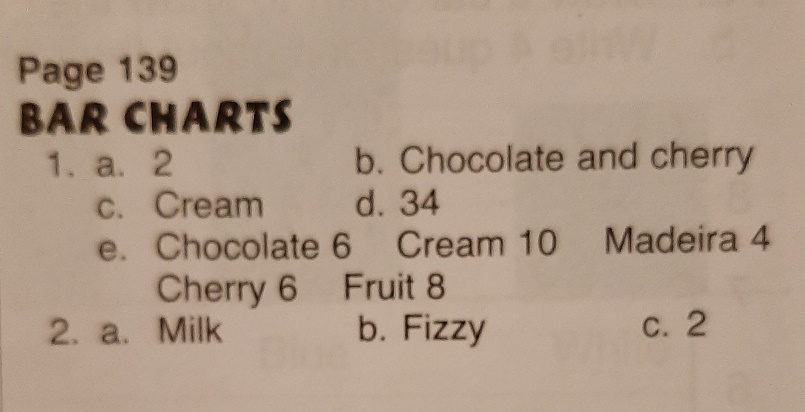 Page 139
BAR CHARTS
1. a. 2 b. Chocolate and cherry
c. Cream d. 34
e. Chocolate 6 Cream 10 Madeira 4
Cherry 6 Fruit 8
2. a. Milk b. Fizzy c. 2